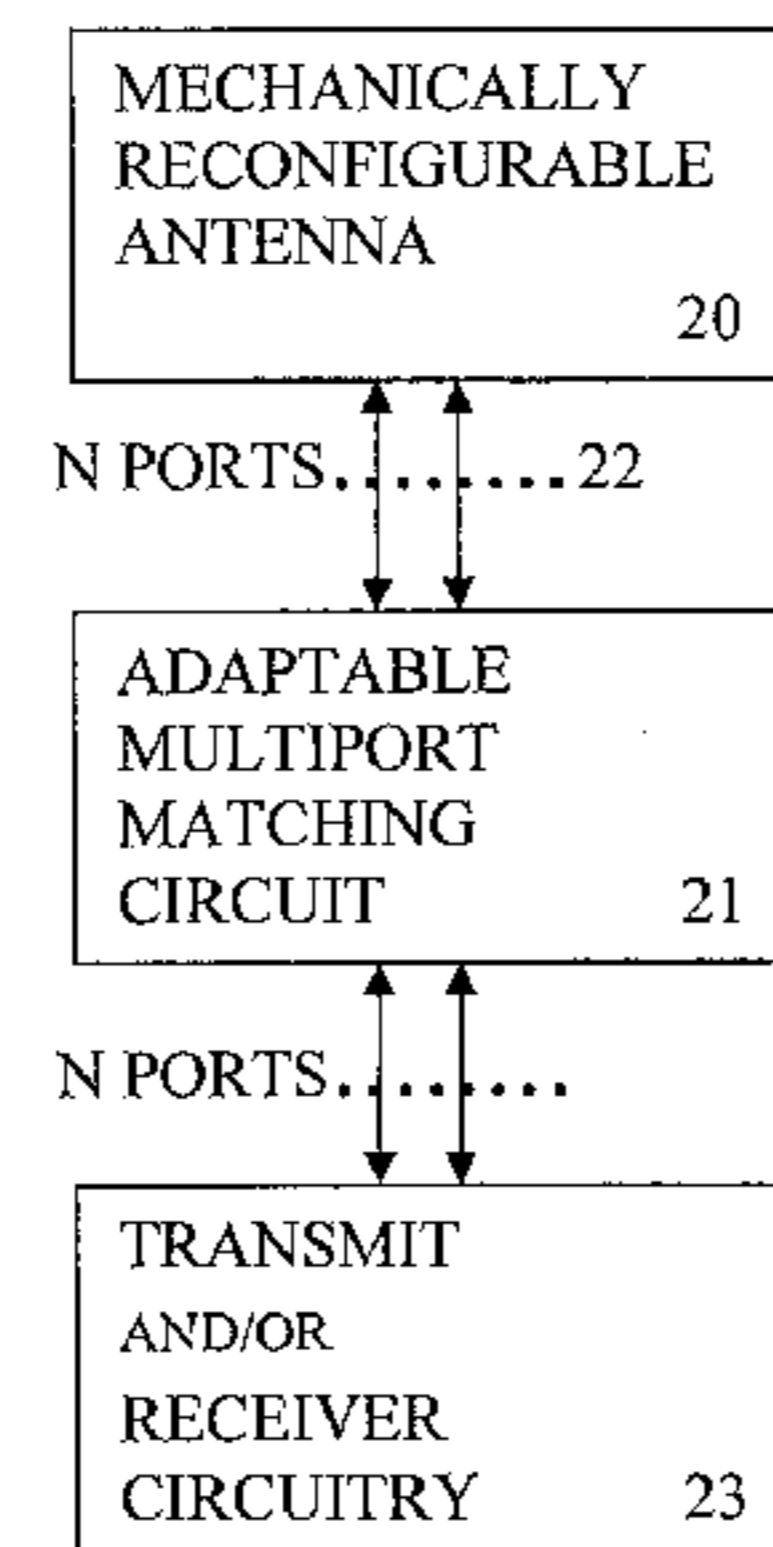 MECHANICALLY
RECONFIGURABLE
ANTENNA
20
N PORTS........22
ADAPTABLE
MULTIPORT
MATCHING
CIRCUIT 21
N PORTS........
TRANSMIT
AND/OR
RECEIVER
CIRCUITRY 23